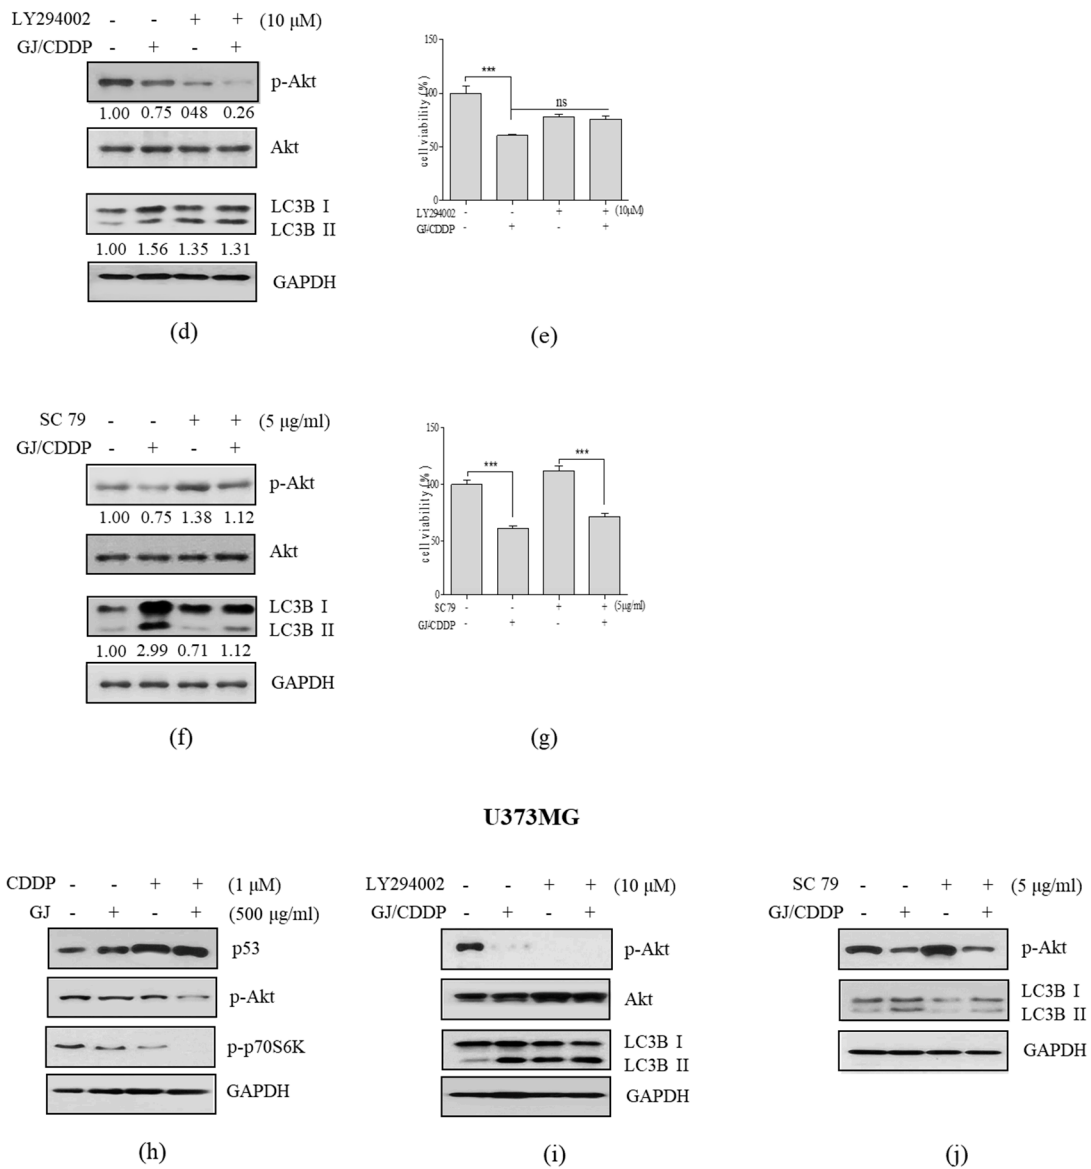 LY294002 - - + + (10 μM)
GJ/CDDP - + - +
p-Akt
1.00 0.75 048 0.26
Akt
LC3B I
LC3B II
1.00 1.56 1.35 1.31
GAPDH
(d)
150
100
50
0
cell viability (%)
***
ns
LY294002 - - + + (10μM)
GJ/CDDP - + - +
(e)
SC 79 - - + + (5 μg/ml)
GJ/CDDP - + - +
p-Akt
1.00 0.75 1.38 1.12
Akt
LC3B I
LC3B II
1.00 2.99 0.71 1.12
GAPDH
(f)
150
100
50
0
cell viability (%)
***
***
SC79 - - + + (5μg/ml)
GJ/CDDP - + - +
(g)
U373MG
CDDP - - + + (1 μM)
GJ - + - + (500 μg/ml)
p53
p-Akt
p-p70S6K
GAPDH
(h)
LY294002 - - + + (10 μM)
GJ/CDDP - + - +
p-Akt
Akt
LC3B I
LC3B II
GAPDH
(i)
SC 79 - - + + (5 μg/ml)
GJ/CDDP - + - +
p-Akt
LC3B I
LC3B II
GAPDH
(j)